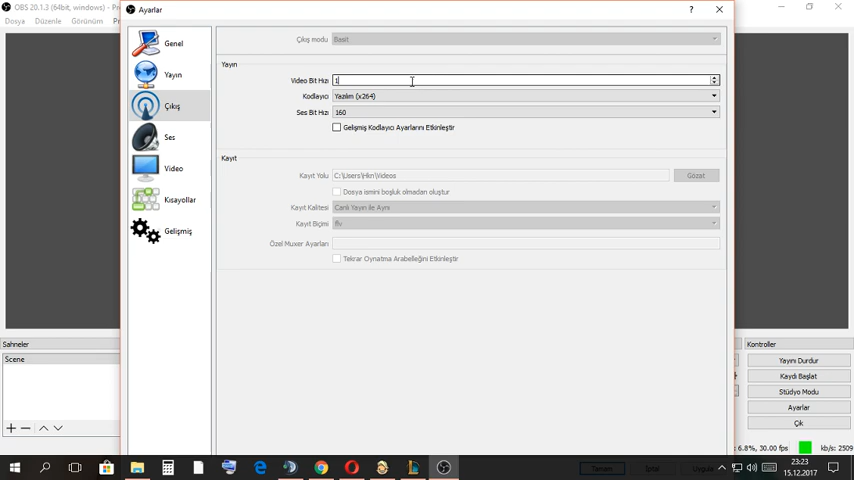 OBS 20.1.3 (64bit, windows) - P
Ayarlar
?
Dosya Düzenle Görünüm P
Genel
Yayın
Çıkış
Ses
Video
Kısayollar
Gelişmiş
Çıkış modu Basit
Yayın
Video Bit Hızı 1
Kodlayıcı Yazılım (x264)
Ses Bit Hızı 160
Gelişmiş Kodlayıcı Ayarlarını Etkinleştir
Kayıt
Kayıt Yolu C:\Users\Hkn\Videos Gözat
Dosya ismini boşluk olmadan oluştur
Kayıt Kalitesi Canlı Yayın ile Aynı
Kayıt Biçimi flv
Özel Muxer Ayarları
Tekrar Oynatma Arabelleğini Etkinleştir
Sahneler
Scene
Kontroller
Yayını Durdur
Kaydı Başlat
Stüdyo Modu
Ayarlar
Çık
: 6.8%, 30.00 fps kb/s: 2509
Tamam İptal Uygula
23:23
15.12.2017